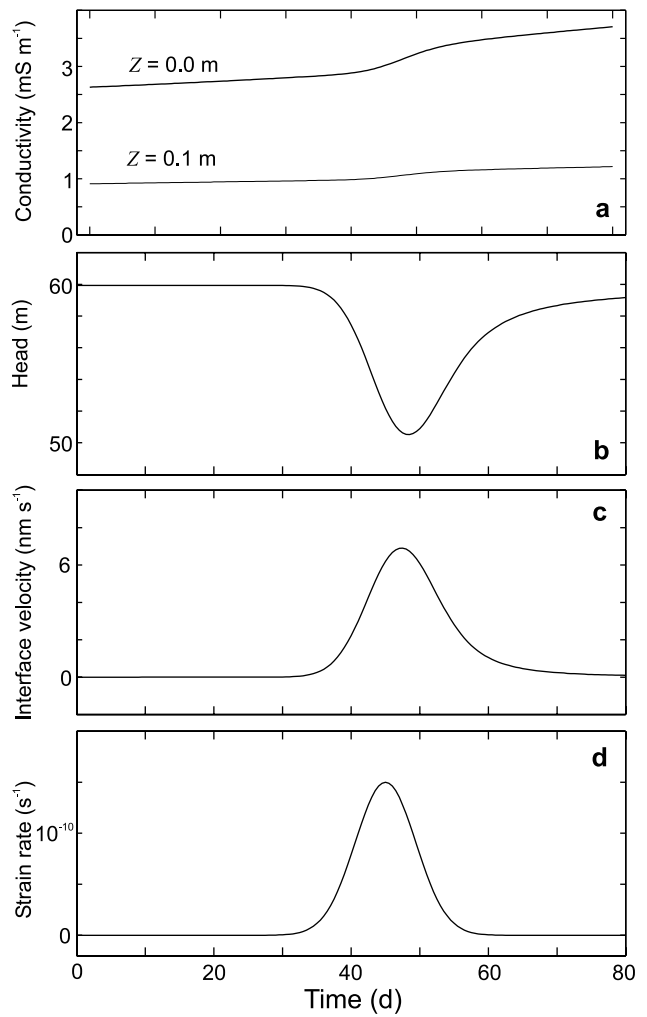 Conductivity (mS m⁻¹)
3
2
1
0
Z = 0.0 m
Z = 0.1 m
a
Head (m)
60
50
b
Interface velocity (nm s⁻¹)
6
0
c
Strain rate (s⁻¹)
10⁻¹⁰
0
d
0 20 40 60 80
Time (d)